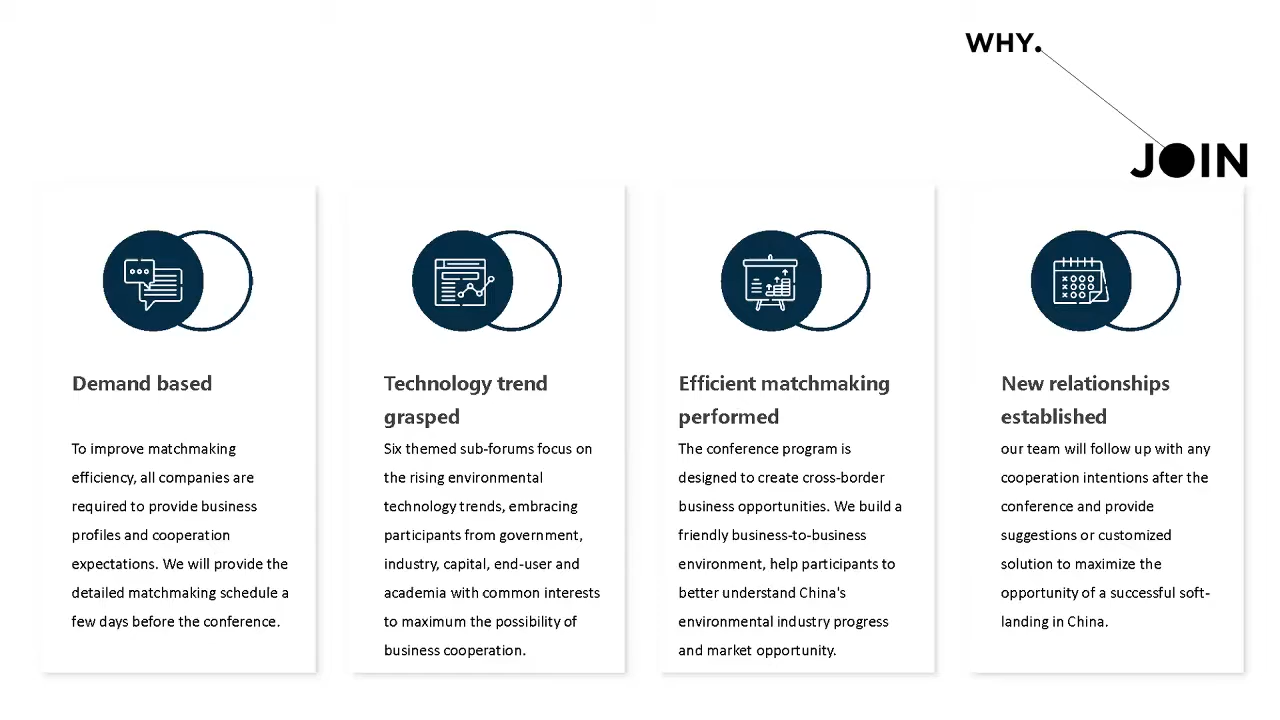 WHY.
JOIN
Demand based
To improve matchmaking
efficiency, all companies are
required to provide business
profiles and cooperation
expectations. We will provide the
detailed matchmaking schedule a
few days before the conference.
Technology trend
grasped
Six themed sub-forums focus on
the rising environmental
technology trends, embracing
participants from government,
industry, capital, end-user and
academia with common interests
to maximum the possibility of
business cooperation.
Efficient matchmaking
performed
The conference program is
designed to create cross-border
business opportunities. We build a
friendly business-to-business
environment, help participants to
better understand China's
environmental industry progress
and market opportunity.
New relationships
established
our team will follow up with any
cooperation intentions after the
conference and provide
suggestions or customized
solution to maximize the
opportunity of a successful soft-
landing in China.